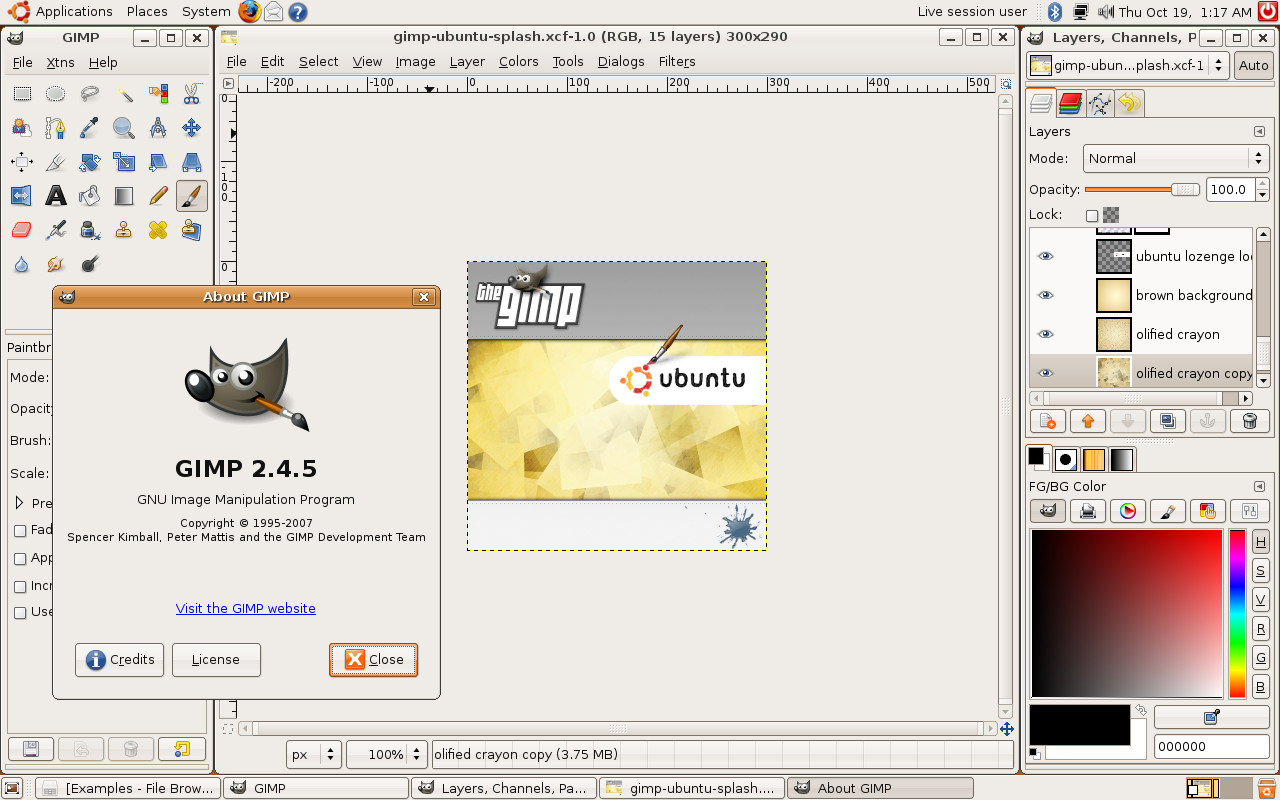 Applications Places System
Live session user
Thu Oct 19, 1:17 AM
GIMP
File Xtns Help
Paintbr
Mode:
Opacit
Brush:
Scale:
Pre
Fad
App
Incr
Use
gimp-ubuntu-splash.xcf-1.0 (RGB, 15 layers) 300x290
File Edit Select View Image Layer Colors Tools Dialogs Filters
-200 -100 0 100 200 300 400 500
0
-100
0
the gimp
ubuntu
About GIMP
GIMP 2.4.5
GNU Image Manipulation Program
Copyright © 1995-2007
Spencer Kimball, Peter Mattis and the GIMP Development Team
Visit the GIMP website
Credits License Close
px 100% olified crayon copy (3.75 MB)
Layers, Channels, P
gimp-ubun...plash.xcf-1 Auto
Layers
Mode: Normal
Opacity: 100.0
Lock:
ubuntu lozenge lo
brown background
olified crayon
olified crayon copy
FG/BG Color
H
S
V
R
G
B
000000
[Examples - File Brow... GIMP Layers, Channels, Pa... gimp-ubuntu-splash.... About GIMP